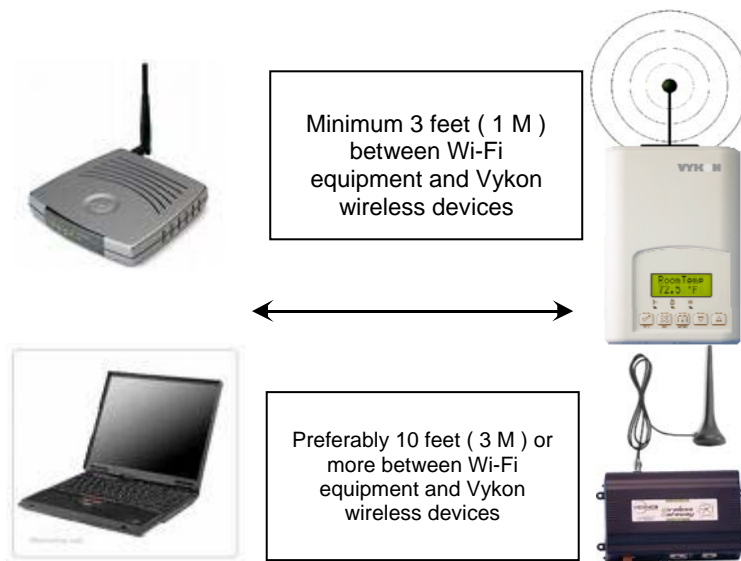 Minimum 3 feet ( 1 M )
between Wi-Fi
equipment and Vykon
wireless devices
VYKON
RoomTemp
72.5 °F
Preferably 10 feet ( 3 M ) or
more between Wi-Fi
equipment and Vykon
wireless devices